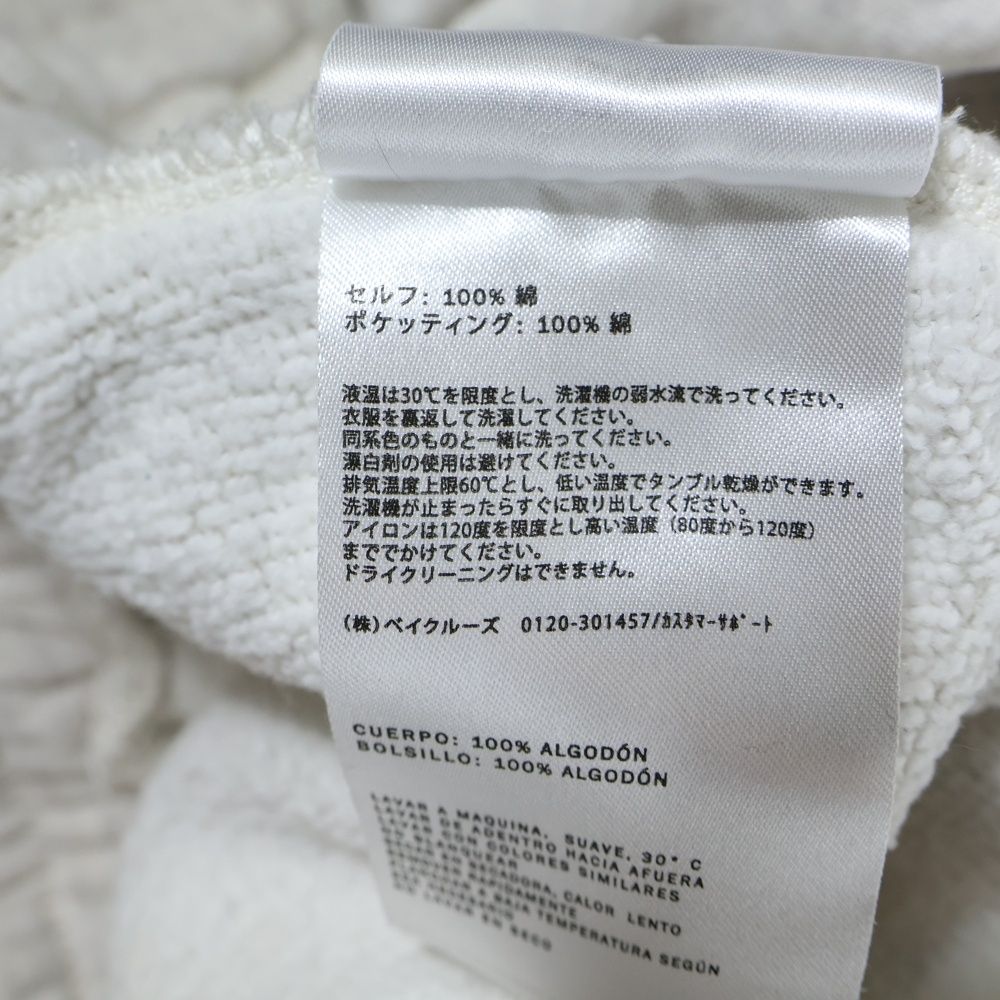 セルフ: 100% 綿
ポケッティング: 100% 綿
液温は30℃を限度とし、洗濯機の弱水流で洗ってください。
衣服を裏返して洗濯してください。
同系色のものと一緒に洗ってください。
漂白剤の使用は避けてください。
排気温度上限60℃とし、低い温度でタンブル乾燥ができます。
洗濯機が止まったらすぐに取り出してください。
アイロンは120度を限度とし高い温度（80度から120度）
まででかけてください。
ドライクリーニングはできません。
(株)ベイクルーズ 0120-301457/ｶｽﾀﾏｰｻﾎﾟｰﾄ
CUERPO: 100% ALGODÓN
BOLSILLO: 100% ALGODÓN
LAVAR A MAQUINA, SUAVE, 30° C
LAVAR DE ADENTRO HACIA AFUERA
LAVAR CON COLORES SIMILARES
NO BLANQUEAR
SECADORA, CALOR LENTO
RAPIDAMENTE
A BAJA TEMPERATURA SEGÚN
EN SECO